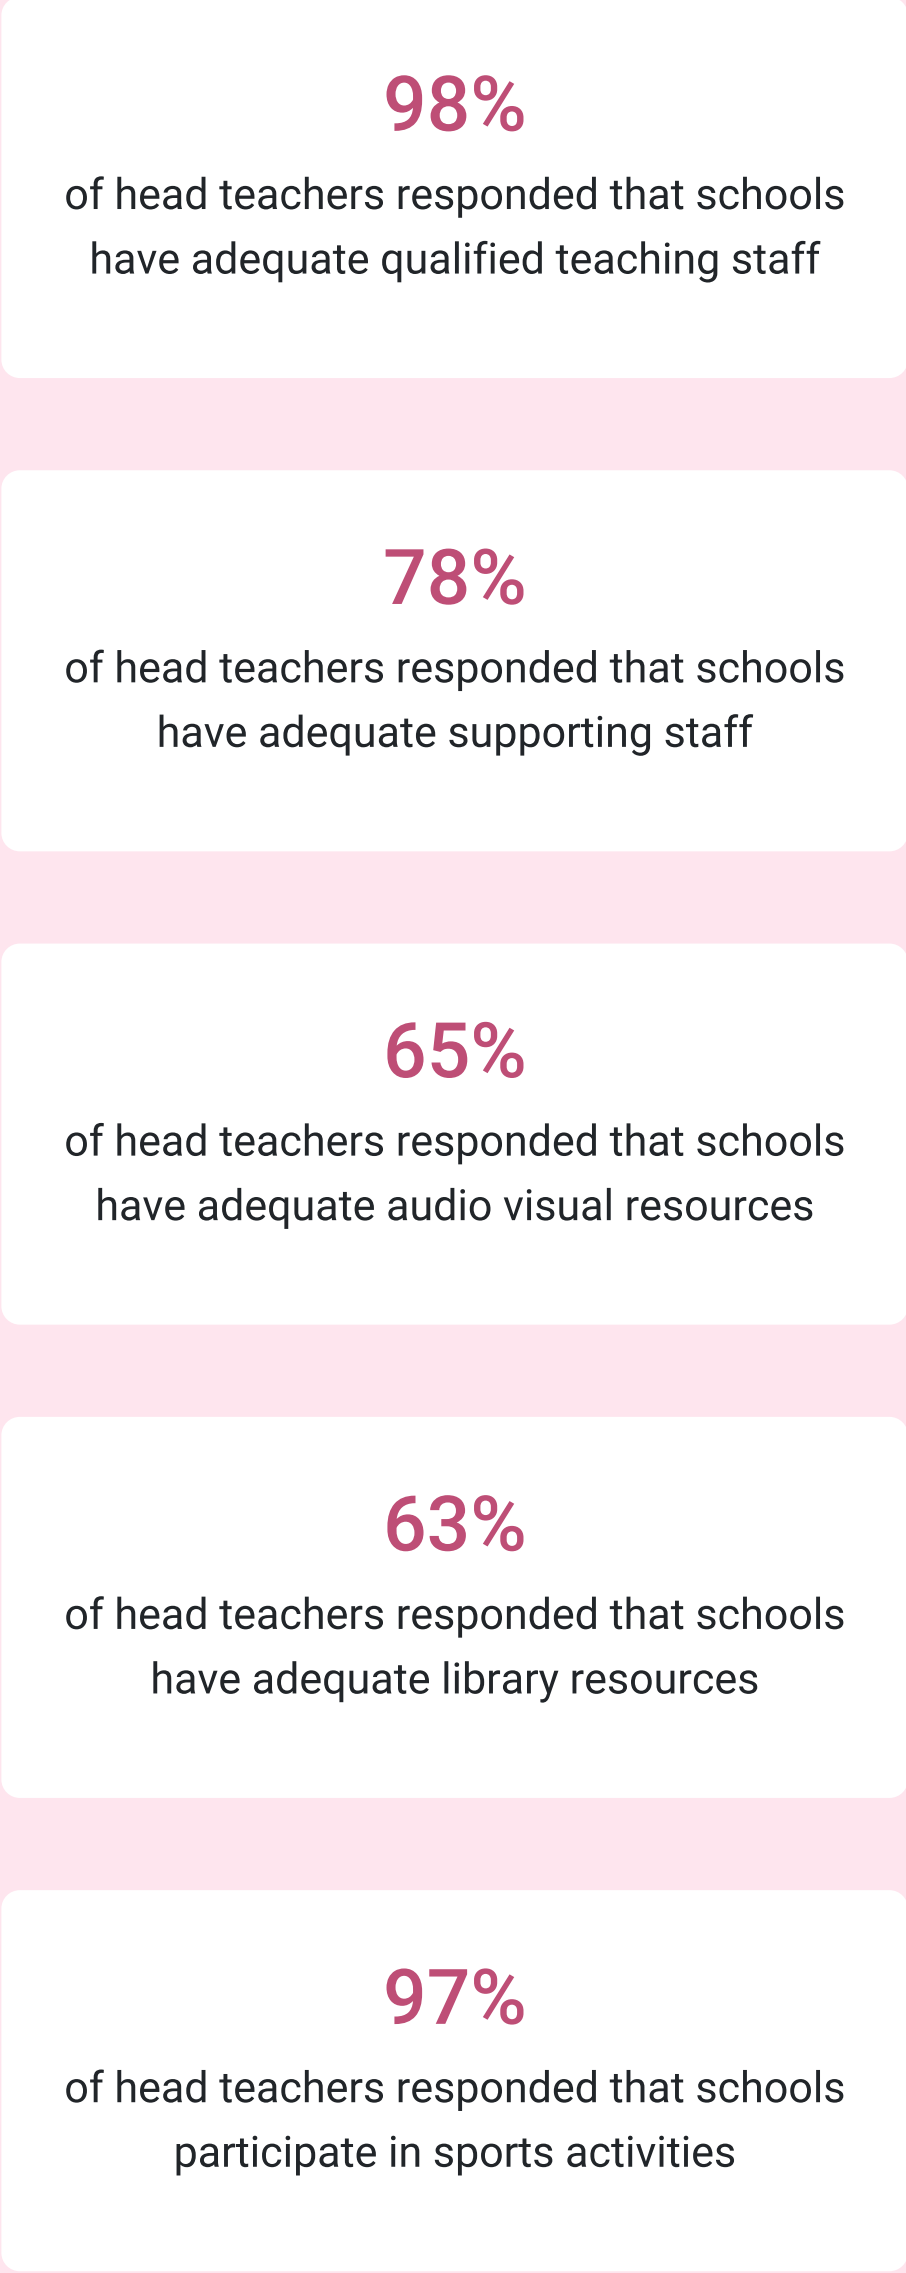 98%
of head teachers responded that schools
have adequate qualified teaching staff
78%
of head teachers responded that schools
have adequate supporting staff
65%
of head teachers responded that schools
have adequate audio visual resources
63%
of head teachers responded that schools
have adequate library resources
97%
of head teachers responded that schools
participate in sports activities